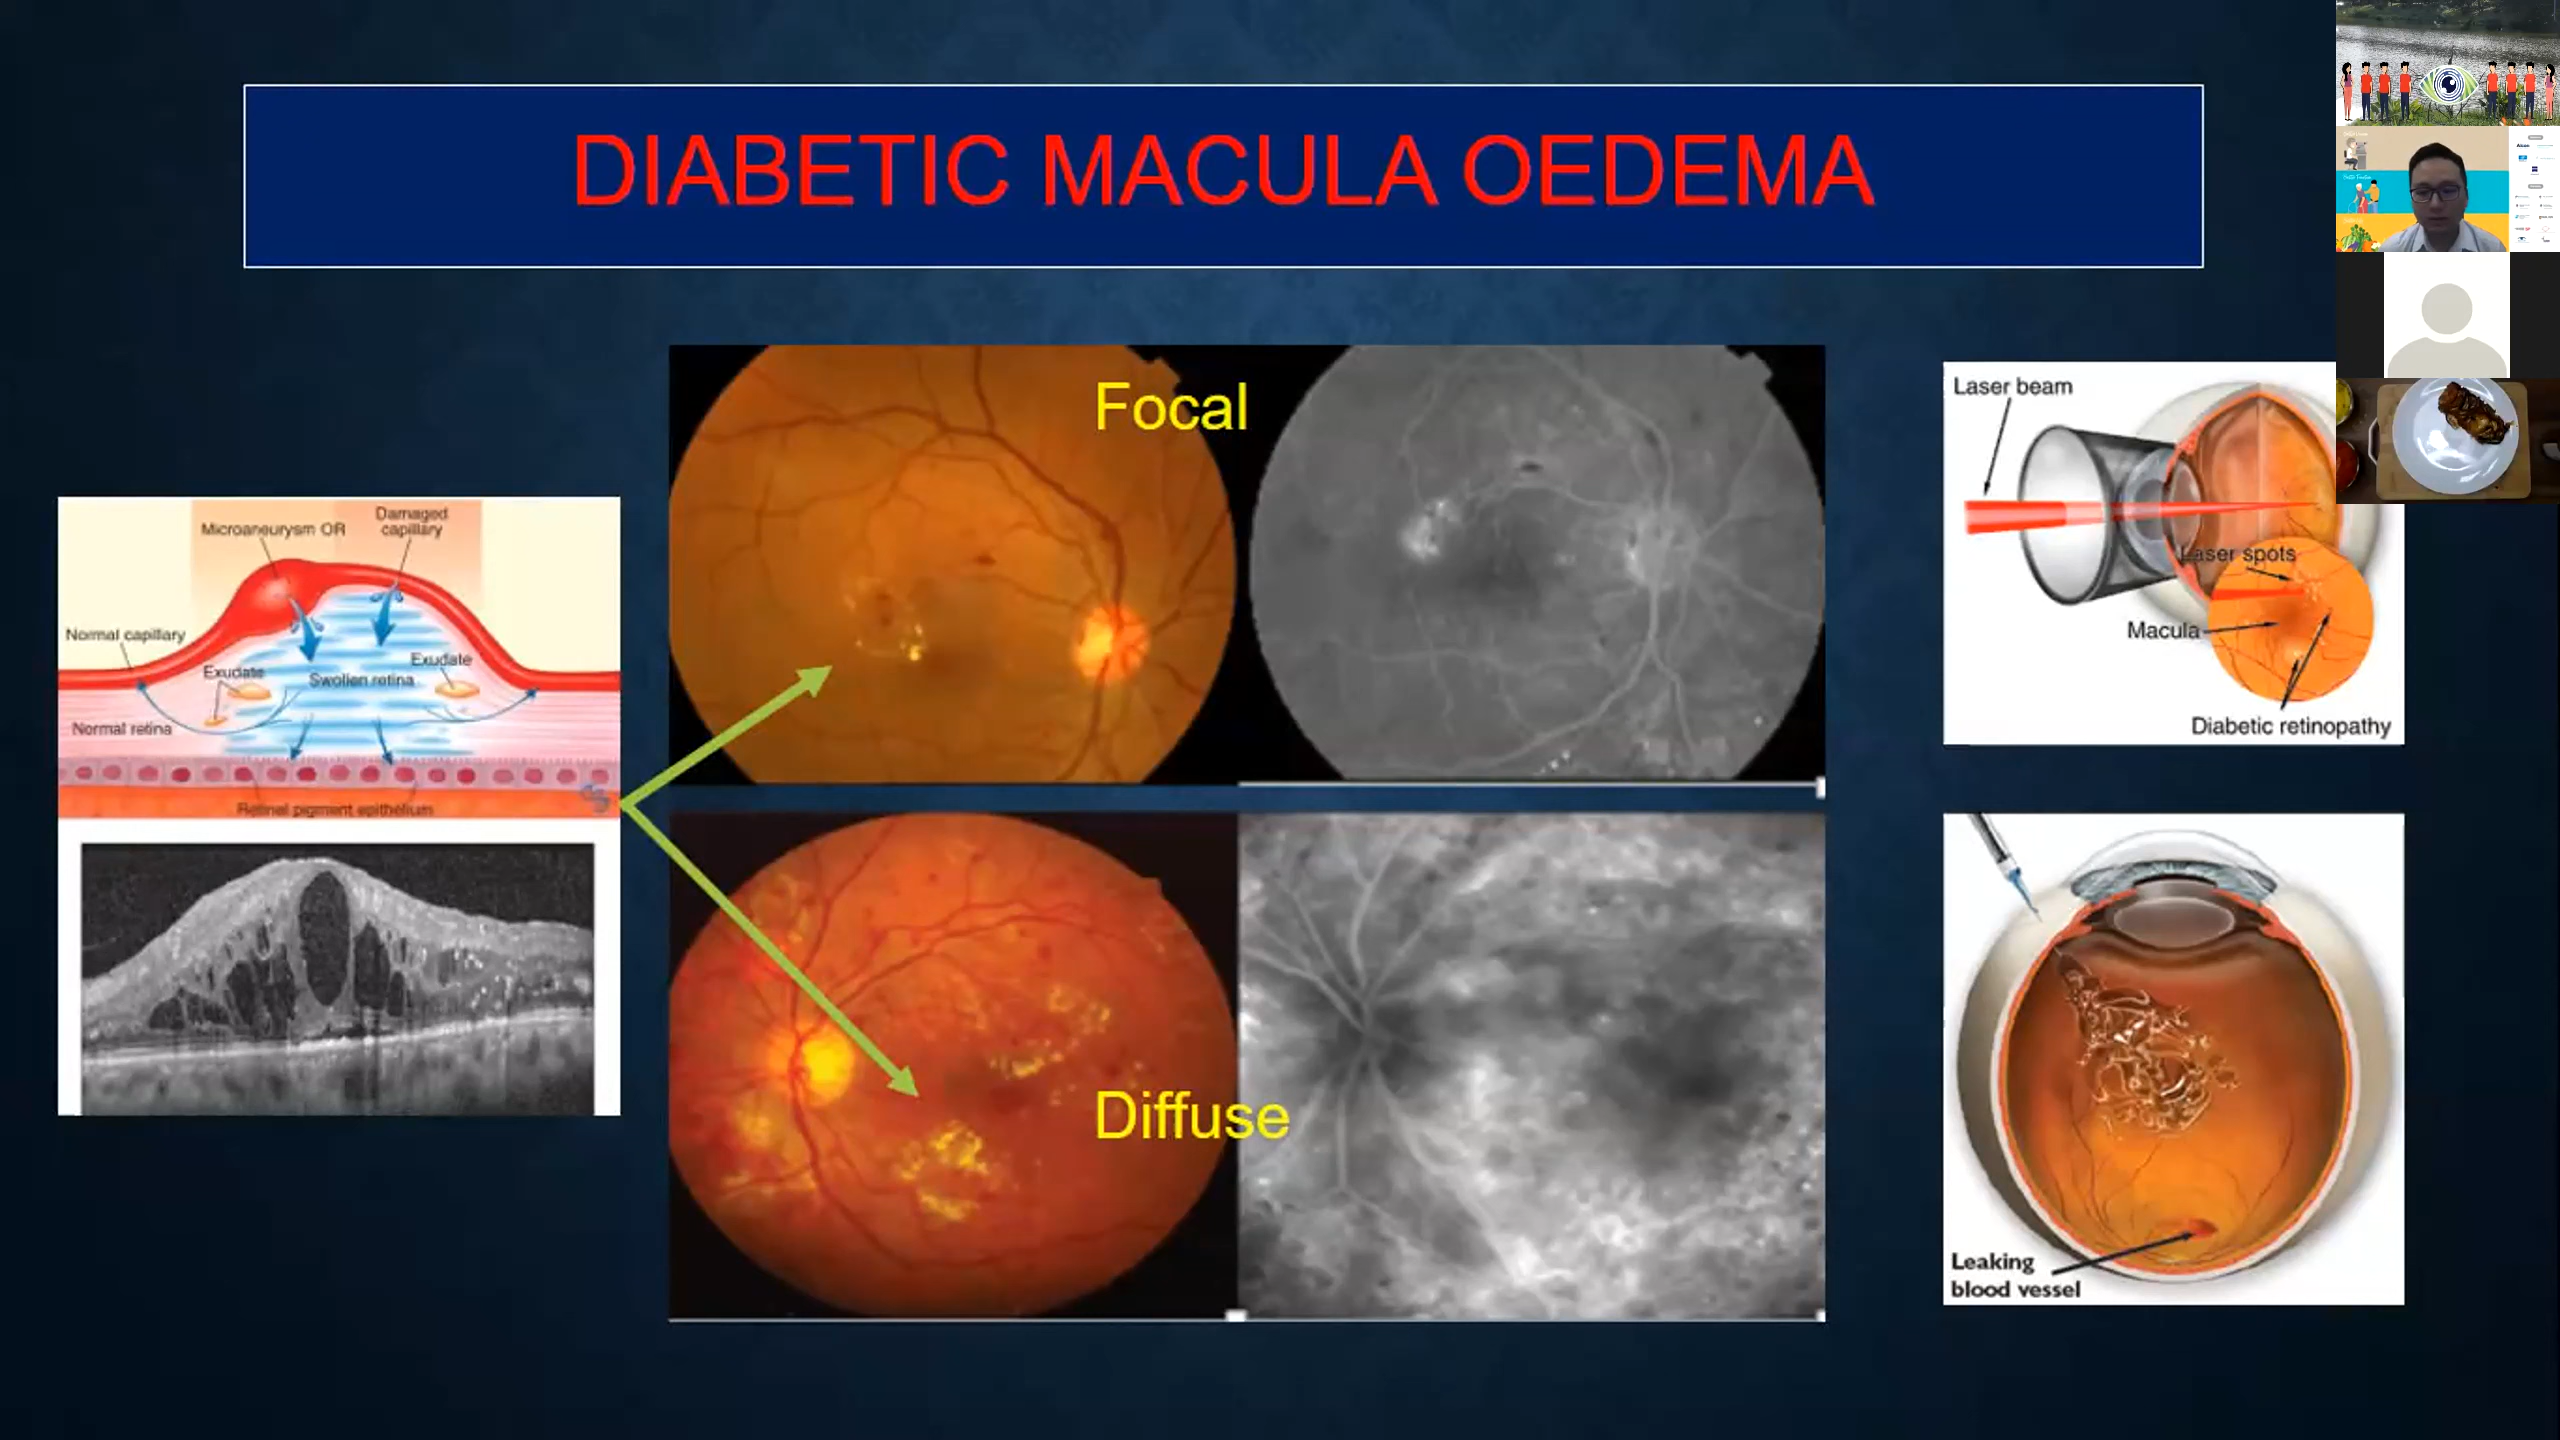 DIABETIC MACULA OEDEMA
Microaneurysm OR
Damaged
capillary
Normal capillary
Exudate
Exudate
Swollen retina
Normal retina
Retinal pigment epithelium
Focal
Diffuse
Laser beam
Laser spots
Macula
Diabetic retinopathy
Leaking
blood vessel